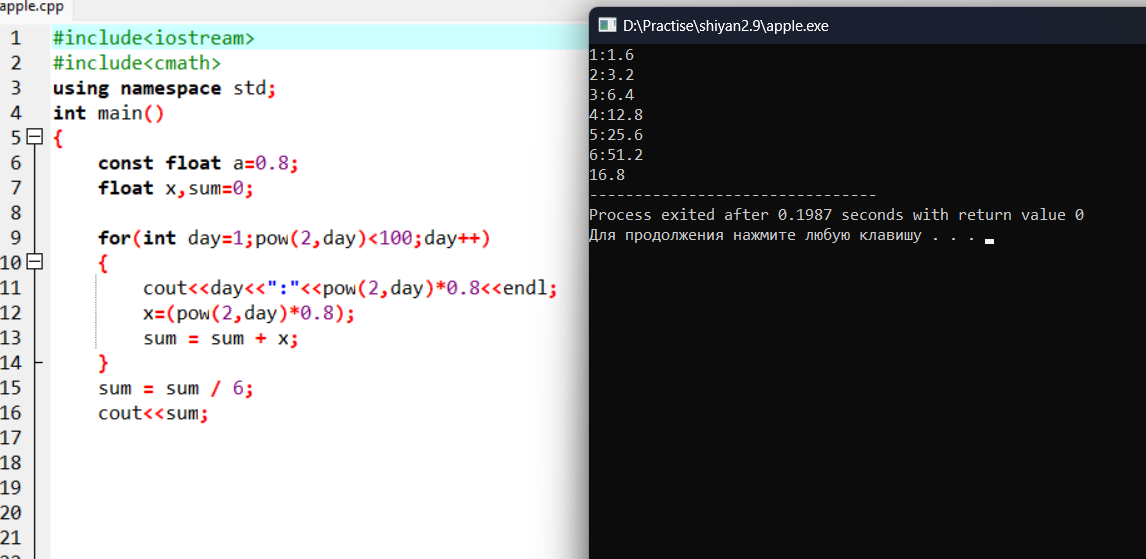 apple.cpp
1 #include<iostream>
2 #include<cmath>
3 using namespace std;
4 int main()
5 {
6 const float a=0.8;
7 float x,sum=0;
8
9 for(int day=1;pow(2,day)<100;day++)
10 {
11 cout<<day<<":"<<pow(2,day)*0.8<<endl;
12 x=(pow(2,day)*0.8);
13 sum = sum + x;
14 }
15 sum = sum / 6;
16 cout<<sum;
17
18
19
20
21
D:\Practise\shiyan2.9\apple.exe
1:1.6
2:3.2
3:6.4
4:12.8
5:25.6
6:51.2
16.8
--------------------------------
Process exited after 0.1987 seconds with return value 0
Для продолжения нажмите любую клавишу . . .